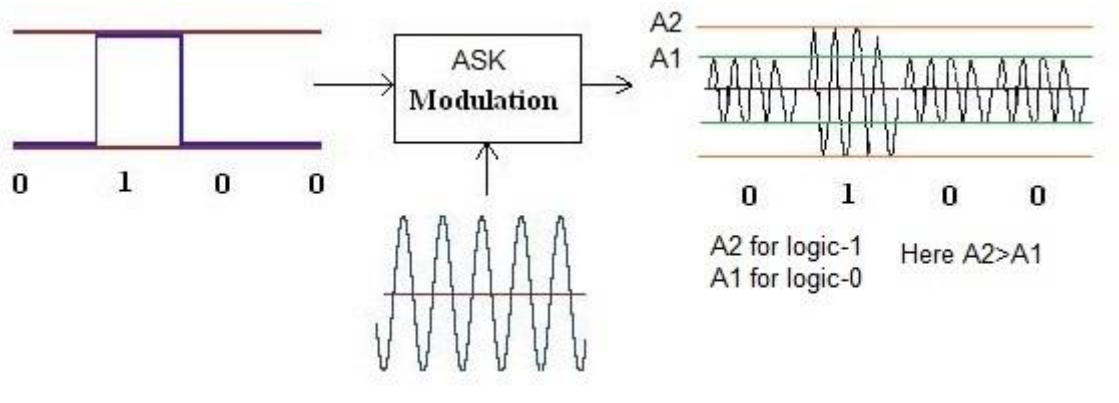 A2
A1
ASK
Modulation
0 1 0 0
0 1 0 0
A2 for logic-1
A1 for logic-0
Here A2>A1